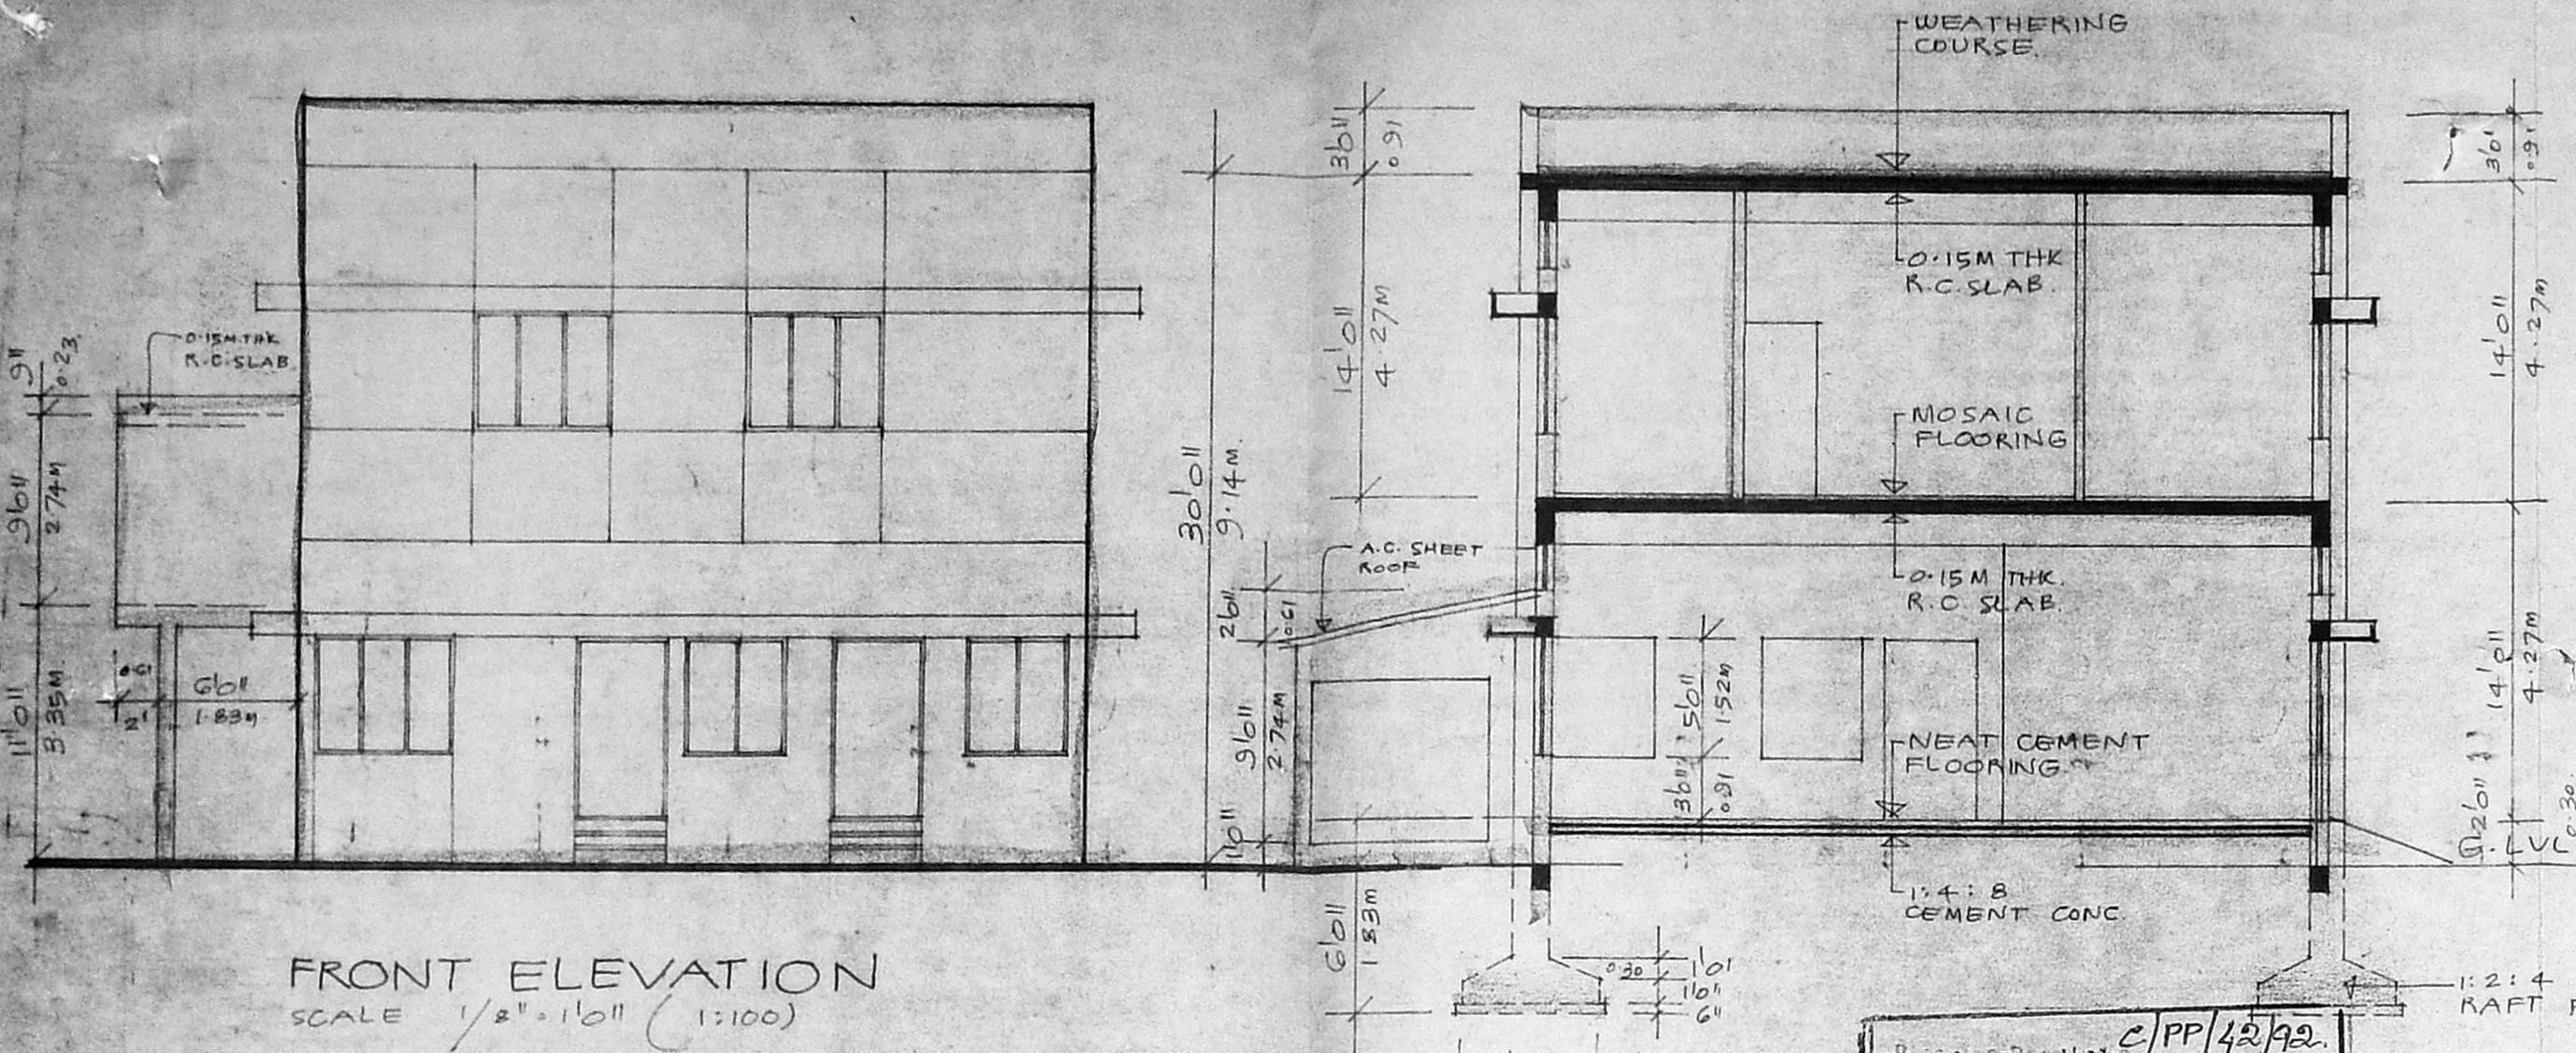 WEATHERING
COURSE.
3'0"
0.91
3'0'
0.91
0.15M THK
R.C. SLAB.
14'0"
4.27M
14'0"
4.27M
9"
0.23
0.15M.THK
R.C.SLAB
MOSAIC
FLOORING
9'6"
2.74M
30'0"
9.14M.
A.C. SHEET
ROOF
0.15M THK.
R.C. SLAB.
2'6"
0.61
14'0"
4.27M
11'0"
3.35M.
0.61
2'
6'0"
1.83M
9'0"
2.74M
5'0"
1.52M
3'0"
0.91
NEAT CEMENT
FLOORING.
1'0"
2'0"
0.30
G. LVL
1:4:8
CEMENT CONC.
6'0"
1.83m
0.30
1'0"
1'0"
6"
1:2:4
RAFT
FRONT ELEVATION
SCALE 1/8" = 1'0" ( 1:100)
C/PP/42/92.